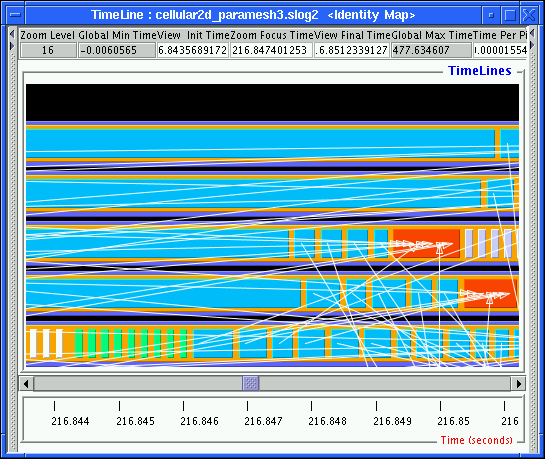 TimeLine : cellular2d_paramesh3.slog2 <Identity Map>
Zoom Level Global Min Time View Init Time Zoom Focus Time View Final Time Global Max Time Time Per Pi
16 -0.0060565 6.8435689172 216.847401253 .6.8512339127 477.634607 .00001554
TimeLines
216.844 216.845 216.846 216.847 216.848 216.849 216.85 216
Time (seconds)